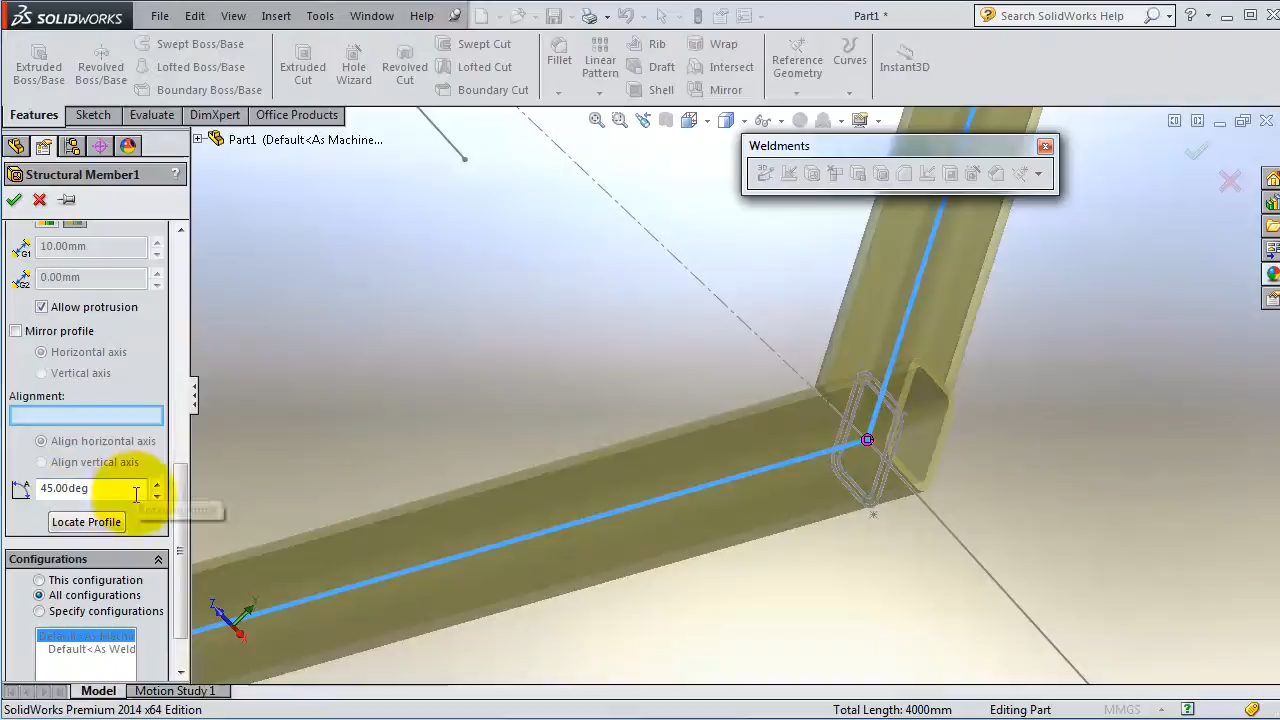 SOLIDWORKS File Edit View Insert Tools Window Help Part1 * Search SolidWorks Help
Extruded Boss/Base
Revolved Boss/Base
Swept Boss/Base
Lofted Boss/Base
Boundary Boss/Base
Extruded Cut
Hole Wizard
Revolved Cut
Swept Cut
Lofted Cut
Boundary Cut
Fillet
Linear Pattern
Rib
Draft
Shell
Wrap
Intersect
Mirror
Reference Geometry
Curves
Instant3D
Features Sketch Evaluate DimXpert Office Products
Part1 (Default<As Machine...
Weldments
Structural Member1 ?
G1 10.00mm
G2 0.00mm
Allow protrusion
Mirror profile
Horizontal axis
Vertical axis
Alignment:
Align horizontal axis
Align vertical axis
45.00deg
Locate Profile
Configurations
This configuration
All configurations
Specify configurations
Default<As Machin
Default<As Weld
Z Y X
Model Motion Study 1
SolidWorks Premium 2014 x64 Edition Total Length: 4000mm Editing Part MMGS